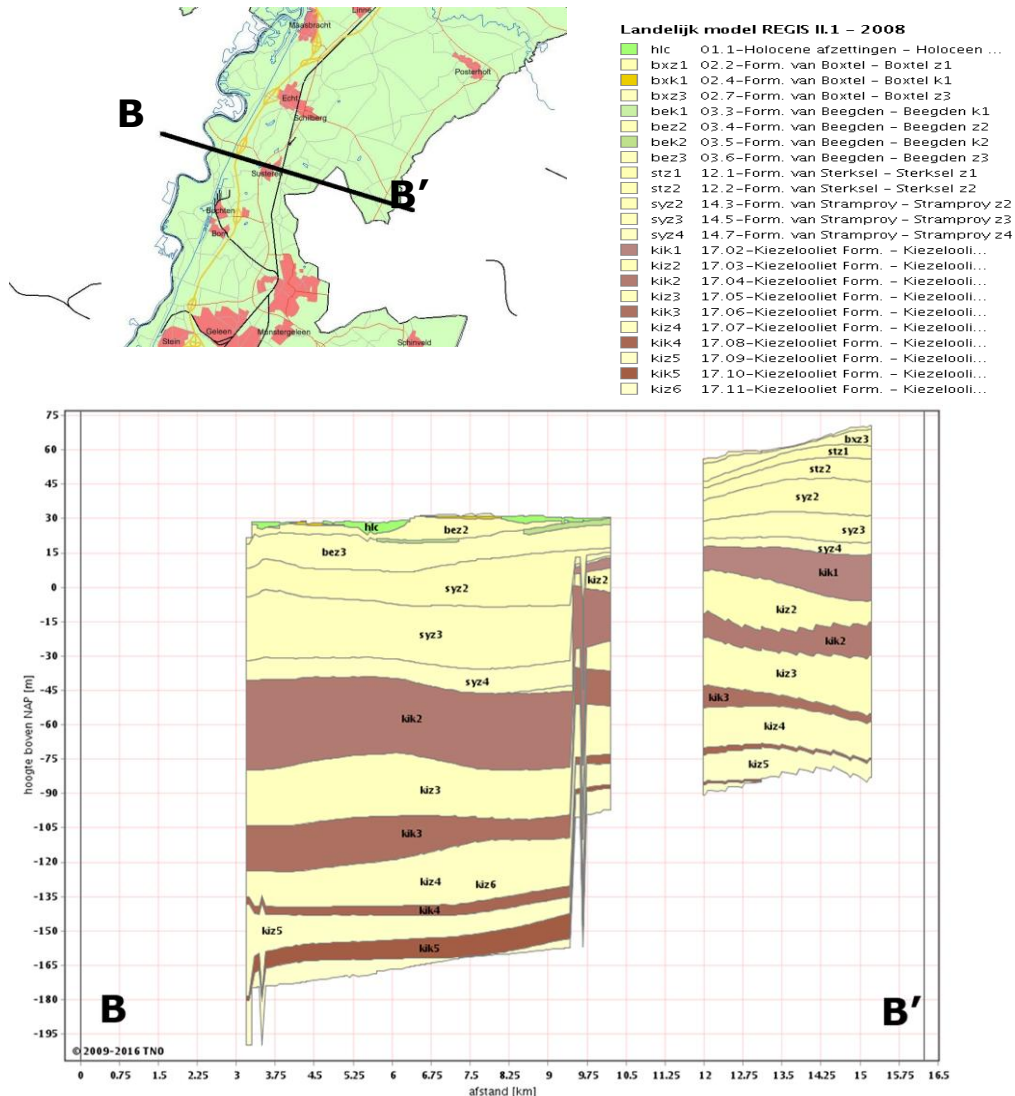 Linne
Maasbracht
Posterholt
Echt
Schilberg
B
Susteren
B'
Buchten
Born
Geleen
Munstergeleen
Stein
Schinveld
Landelijk model REGIS II.1 - 2008
hlc 01.1-Holocene afzettingen - Holoceen ...
bxz1 02.2-Form. van Boxtel - Boxtel z1
bxk1 02.4-Form. van Boxtel - Boxtel k1
bxz3 02.7-Form. van Boxtel - Boxtel z3
bek1 03.3-Form. van Beegden - Beegden k1
bez2 03.4-Form. van Beegden - Beegden z2
bek2 03.5-Form. van Beegden - Beegden k2
bez3 03.6-Form. van Beegden - Beegden z3
stz1 12.1-Form. van Sterksel - Sterksel z1
stz2 12.2-Form. van Sterksel - Sterksel z2
syz2 14.3-Form. van Stramproy - Stramproy z2
syz3 14.5-Form. van Stramproy - Stramproy z3
syz4 14.7-Form. van Stramproy - Stramproy z4
kik1 17.02-Kiezelooliet Form. - Kiezelooli...
kiz2 17.03-Kiezelooliet Form. - Kiezelooli...
kik2 17.04-Kiezelooliet Form. - Kiezelooli...
kiz3 17.05-Kiezelooliet Form. - Kiezelooli...
kik3 17.06-Kiezelooliet Form. - Kiezelooli...
kiz4 17.07-Kiezelooliet Form. - Kiezelooli...
kik4 17.08-Kiezelooliet Form. - Kiezelooli...
kiz5 17.09-Kiezelooliet Form. - Kiezelooli...
kik5 17.10-Kiezelooliet Form. - Kiezelooli...
kiz6 17.11-Kiezelooliet Form. - Kiezelooli...
hoogte boven NAP [m]
75
60
45
30
15
0
-15
-30
-45
-60
-75
-90
-105
-120
-135
-150
-165
-180
-195
hlc
bez2
bez3
syz2
syz3
syz4
kik2
kiz3
kik3
kiz4
kiz6
kik4
kiz5
kik5
kiz2
bxz3
stz1
stz2
syz2
syz3
syz4
kik1
kiz2
kik2
kiz3
kik3
kiz4
kiz5
B
B'
© 2009-2016 TNO
0 0.75 1.5 2.25 3 3.75 4.5 5.25 6 6.75 7.5 8.25 9 9.75 10.5 11.25 12 12.75 13.5 14.25 15 15.75 16.5
afstand [km]